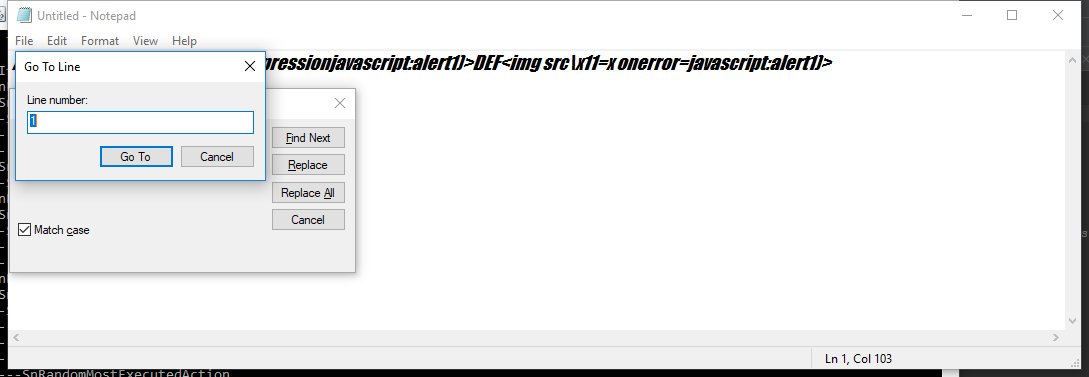 Untitled - Notepad
File Edit Format View Help
pressionjavascript:alert1)>DEF<img src\x11=x onerror=javascript:alert1)>
Go To Line
Line number:
1
Go To Cancel
Find Next
Replace
Replace All
Cancel
Match case
Ln 1, Col 103
---SnRandomMostExecutedAction